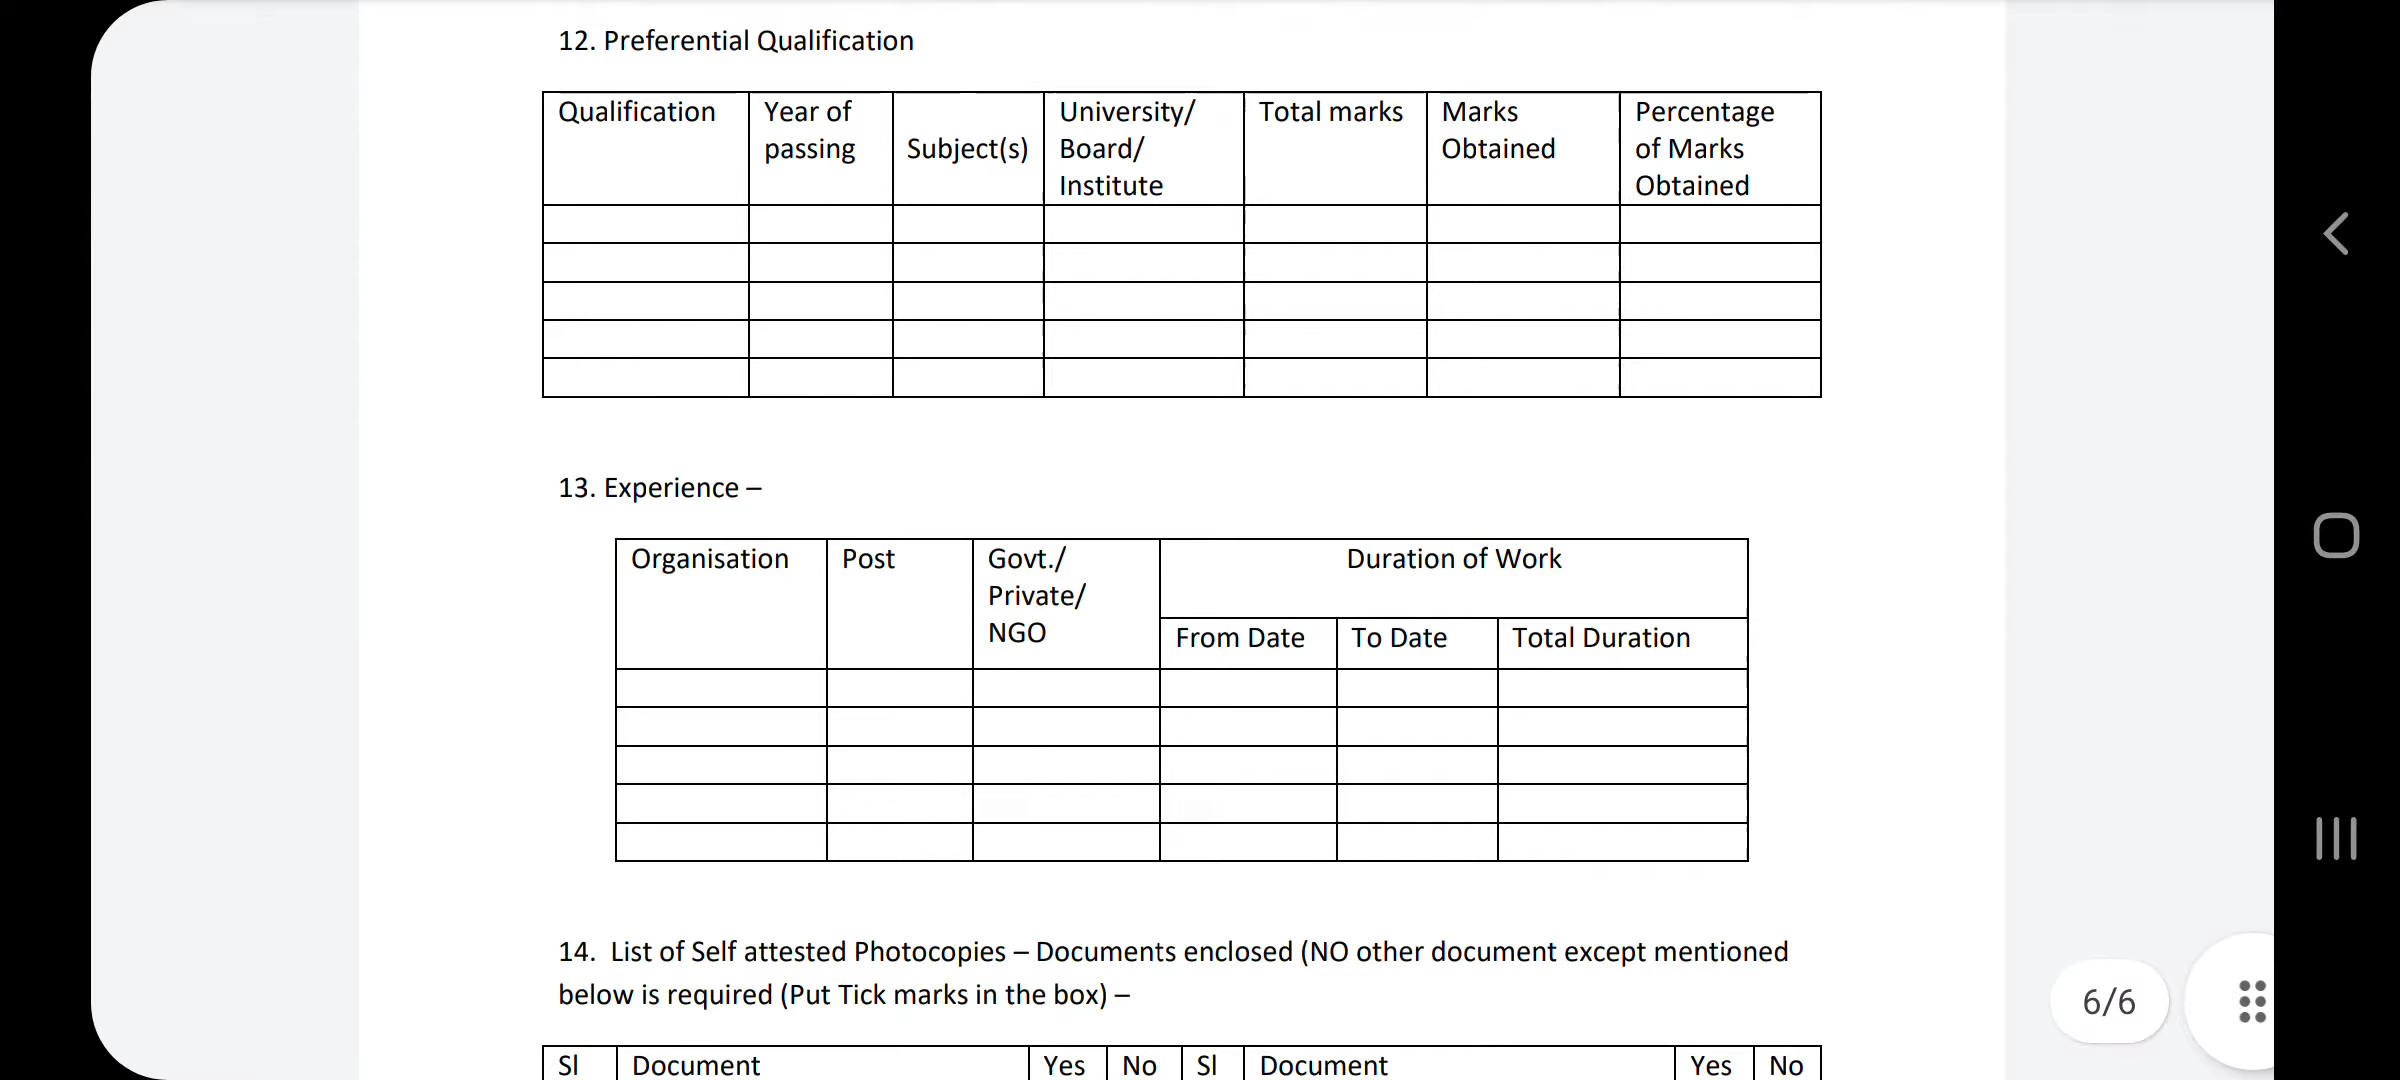 12. Preferential Qualification
Qualification Year of passing Subject(s) University/ Board/ Institute Total marks Marks Obtained Percentage of Marks Obtained
13. Experience –
Organisation Post Govt./ Private/ NGO Duration of Work
From Date To Date Total Duration
14. List of Self attested Photocopies – Documents enclosed (NO other document except mentioned
below is required (Put Tick marks in the box) –
6/6
Sl Document Yes No Sl Document Yes No